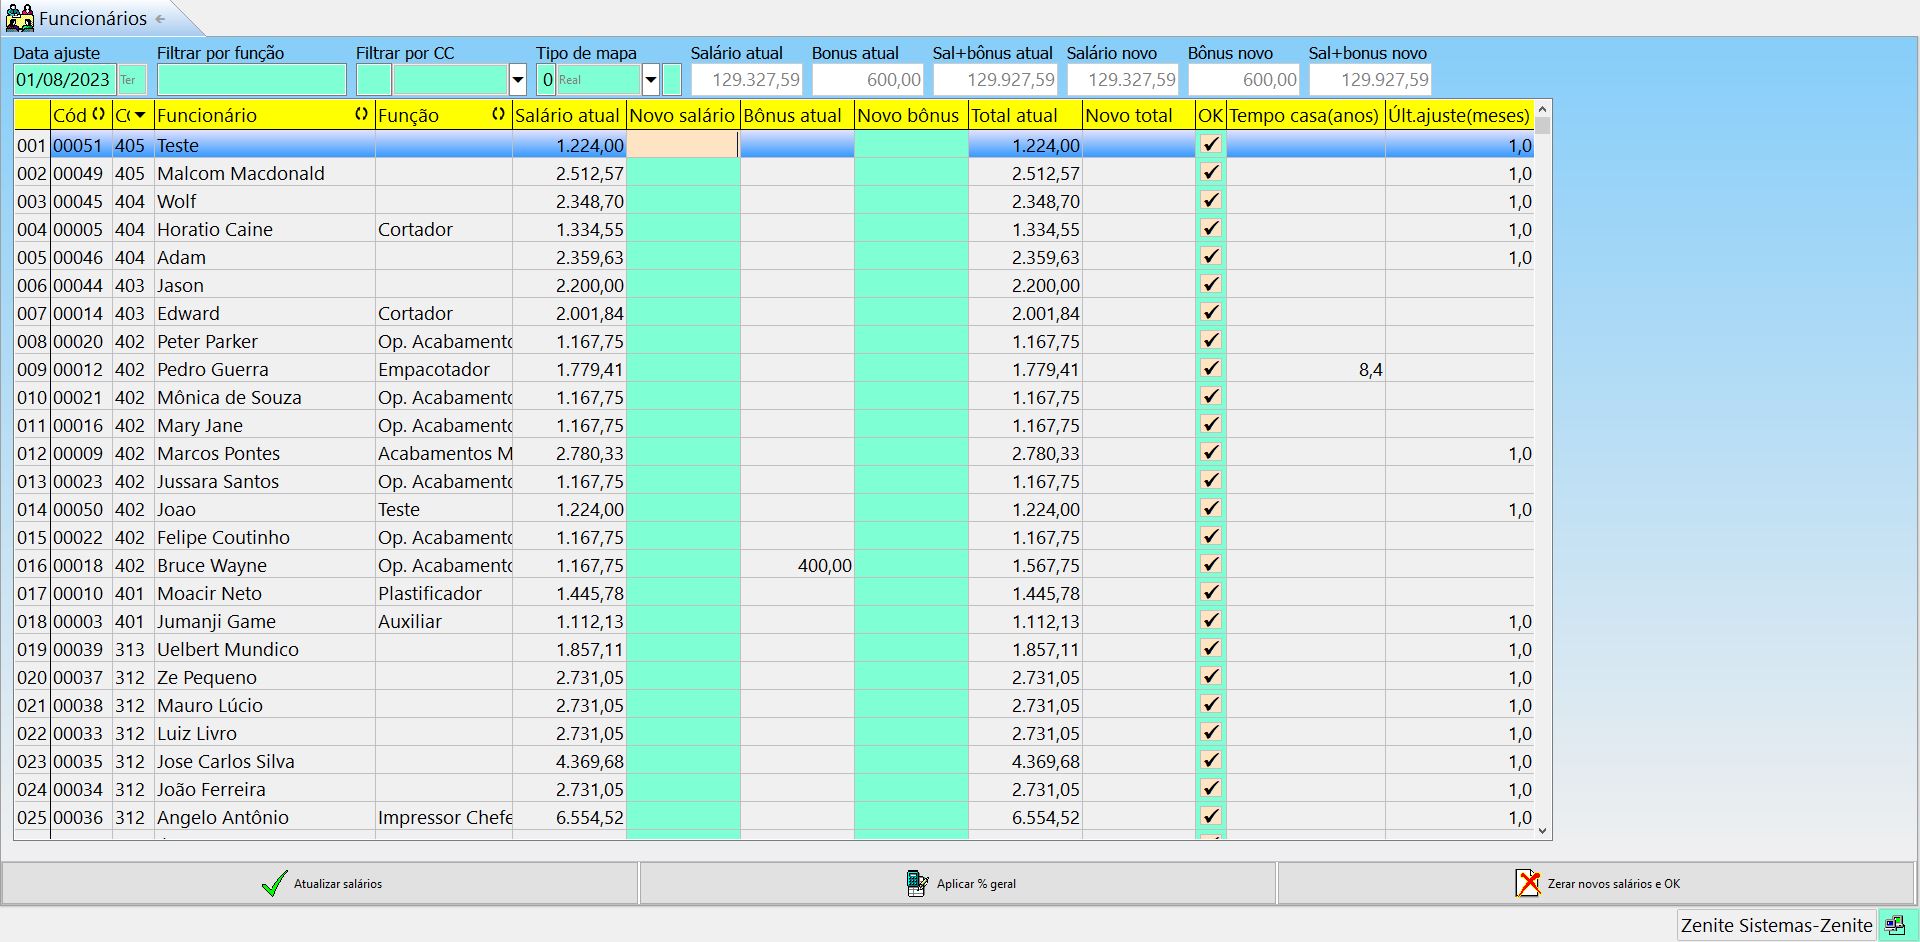 Funcionários
Data ajuste Filtrar por função Filtrar por CC Tipo de mapa Salário atual Bonus atual Sal+bônus atual Salário novo Bônus novo Sal+bonus novo
01/08/2023 Ter 0 Real 129.327,59 600,00 129.927,59 129.327,59 600,00 129.927,59
Cód Funcionário Função Salário atual Novo salário Bônus atual Novo bônus Total atual Novo total OK Tempo casa(anos) Últ.ajuste(meses)
001 00051 405 Teste 1.224,00 1.224,00 1,0
002 00049 405 Malcom Macdonald 2.512,57 2.512,57 1,0
003 00045 404 Wolf 2.348,70 2.348,70 1,0
004 00005 404 Horatio Caine Cortador 1.334,55 1.334,55 1,0
005 00046 404 Adam 2.359,63 2.359,63 1,0
006 00044 403 Jason 2.200,00 2.200,00
007 00014 403 Edward Cortador 2.001,84 2.001,84
008 00020 402 Peter Parker Op. Acabamento 1.167,75 1.167,75
009 00012 402 Pedro Guerra Empacotador 1.779,41 1.779,41 8,4
010 00021 402 Mônica de Souza Op. Acabamento 1.167,75 1.167,75
011 00016 402 Mary Jane Op. Acabamento 1.167,75 1.167,75
012 00009 402 Marcos Pontes Acabamentos M 2.780,33 2.780,33 1,0
013 00023 402 Jussara Santos Op. Acabamento 1.167,75 1.167,75
014 00050 402 Joao Teste 1.224,00 1.224,00 1,0
015 00022 402 Felipe Coutinho Op. Acabamento 1.167,75 1.167,75
016 00018 402 Bruce Wayne Op. Acabamento 1.167,75 400,00 1.567,75
017 00010 401 Moacir Neto Plastificador 1.445,78 1.445,78
018 00003 401 Jumanji Game Auxiliar 1.112,13 1.112,13 1,0
019 00039 313 Uelbert Mundico 1.857,11 1.857,11 1,0
020 00037 312 Ze Pequeno 2.731,05 2.731,05 1,0
021 00038 312 Mauro Lúcio 2.731,05 2.731,05 1,0
022 00033 312 Luiz Livro 2.731,05 2.731,05 1,0
023 00035 312 Jose Carlos Silva 4.369,68 4.369,68 1,0
024 00034 312 João Ferreira 2.731,05 2.731,05 1,0
025 00036 312 Angelo Antônio Impressor Chefe 6.554,52 6.554,52 1,0
Atualizar salários Aplicar % geral Zerar novos salários e OK
Zenite Sistemas-Zenite